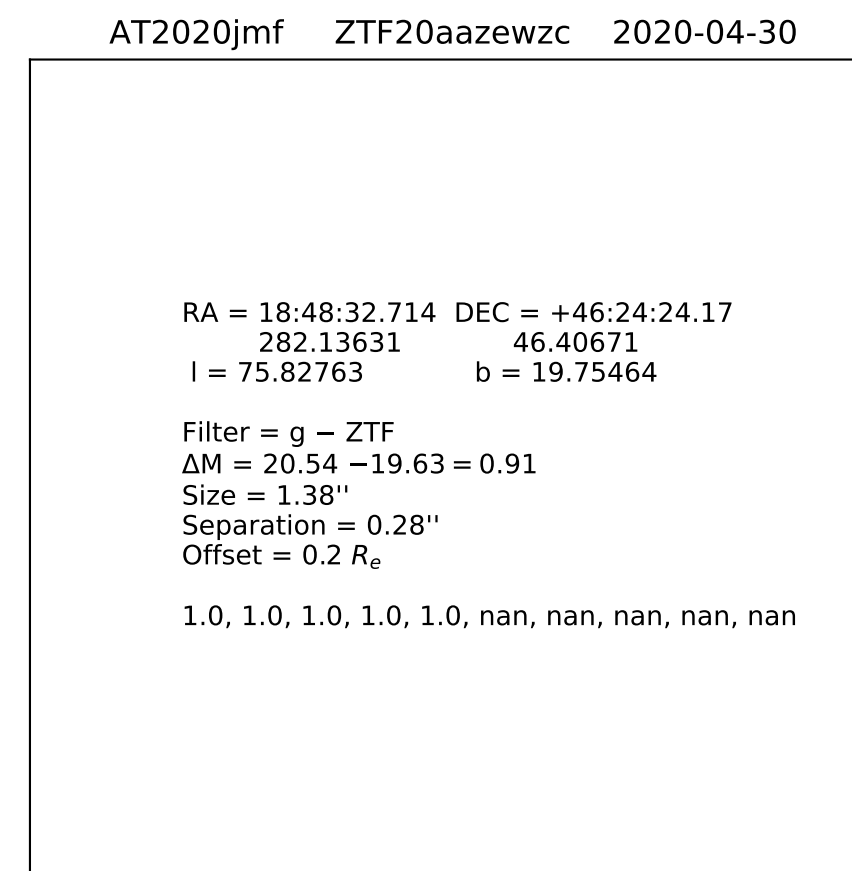 AT2020jmf ZTF20aazewzc 2020-04-30
RA = 18:48:32.714 DEC = +46:24:24.17
282.13631 46.40671
l = 75.82763 b = 19.75464
Filter = g − ZTF
ΔM = 20.54 −19.63 = 0.91
Size = 1.38''
Separation = 0.28''
Offset = 0.2 Re
1.0, 1.0, 1.0, 1.0, 1.0, nan, nan, nan, nan, nan